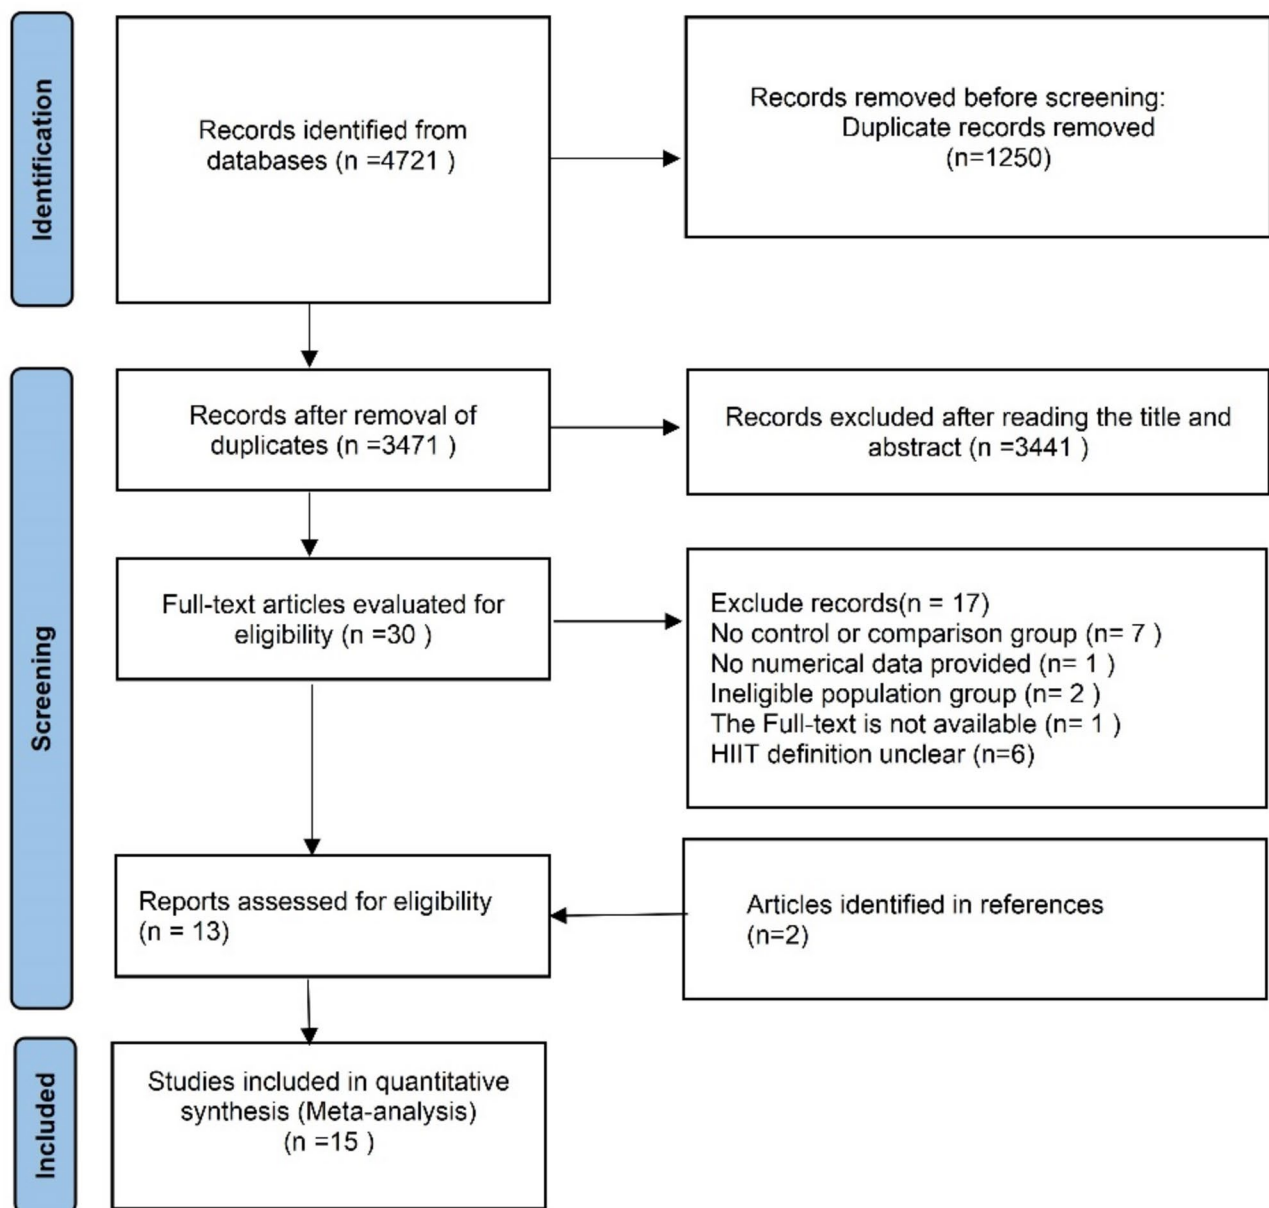 Identification
Records identified from
databases (n =4721 )
Records removed before screening:
Duplicate records removed
(n=1250)
Screening
Records after removal of
duplicates (n =3471 )
Records excluded after reading the title and
abstract (n =3441 )
Full-text articles evaluated for
eligibility (n =30 )
Exclude records(n = 17)
No control or comparison group (n= 7 )
No numerical data provided (n= 1 )
Ineligible population group (n= 2 )
The Full-text is not available (n= 1 )
HIIT definition unclear (n=6)
Reports assessed for eligibility
(n = 13)
Articles identified in references
(n=2)
Included
Studies included in quantitative
synthesis (Meta-analysis)
(n =15 )